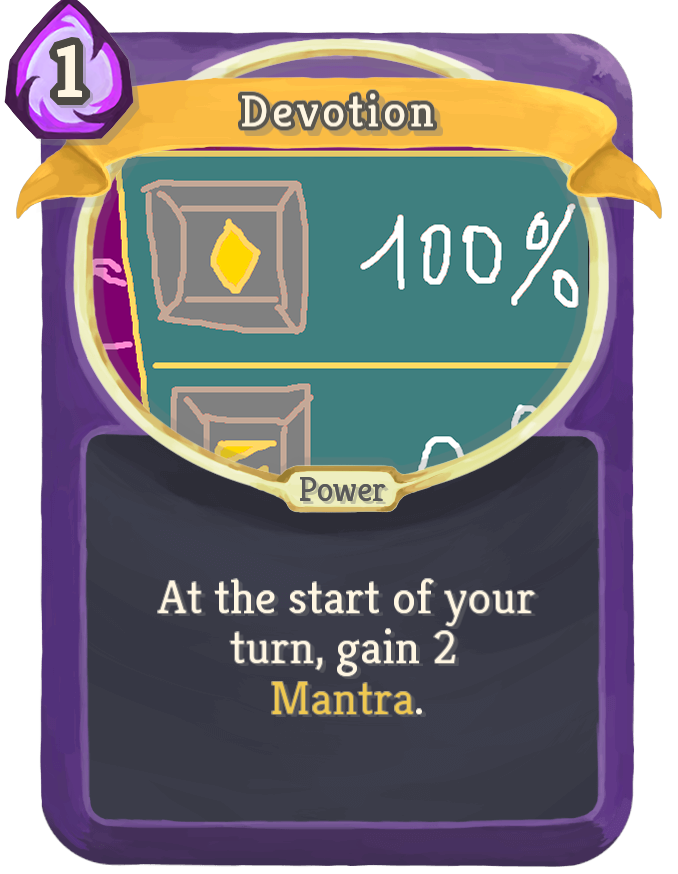 1
Devotion
100%
Power
At the start of your
turn, gain 2
Mantra.